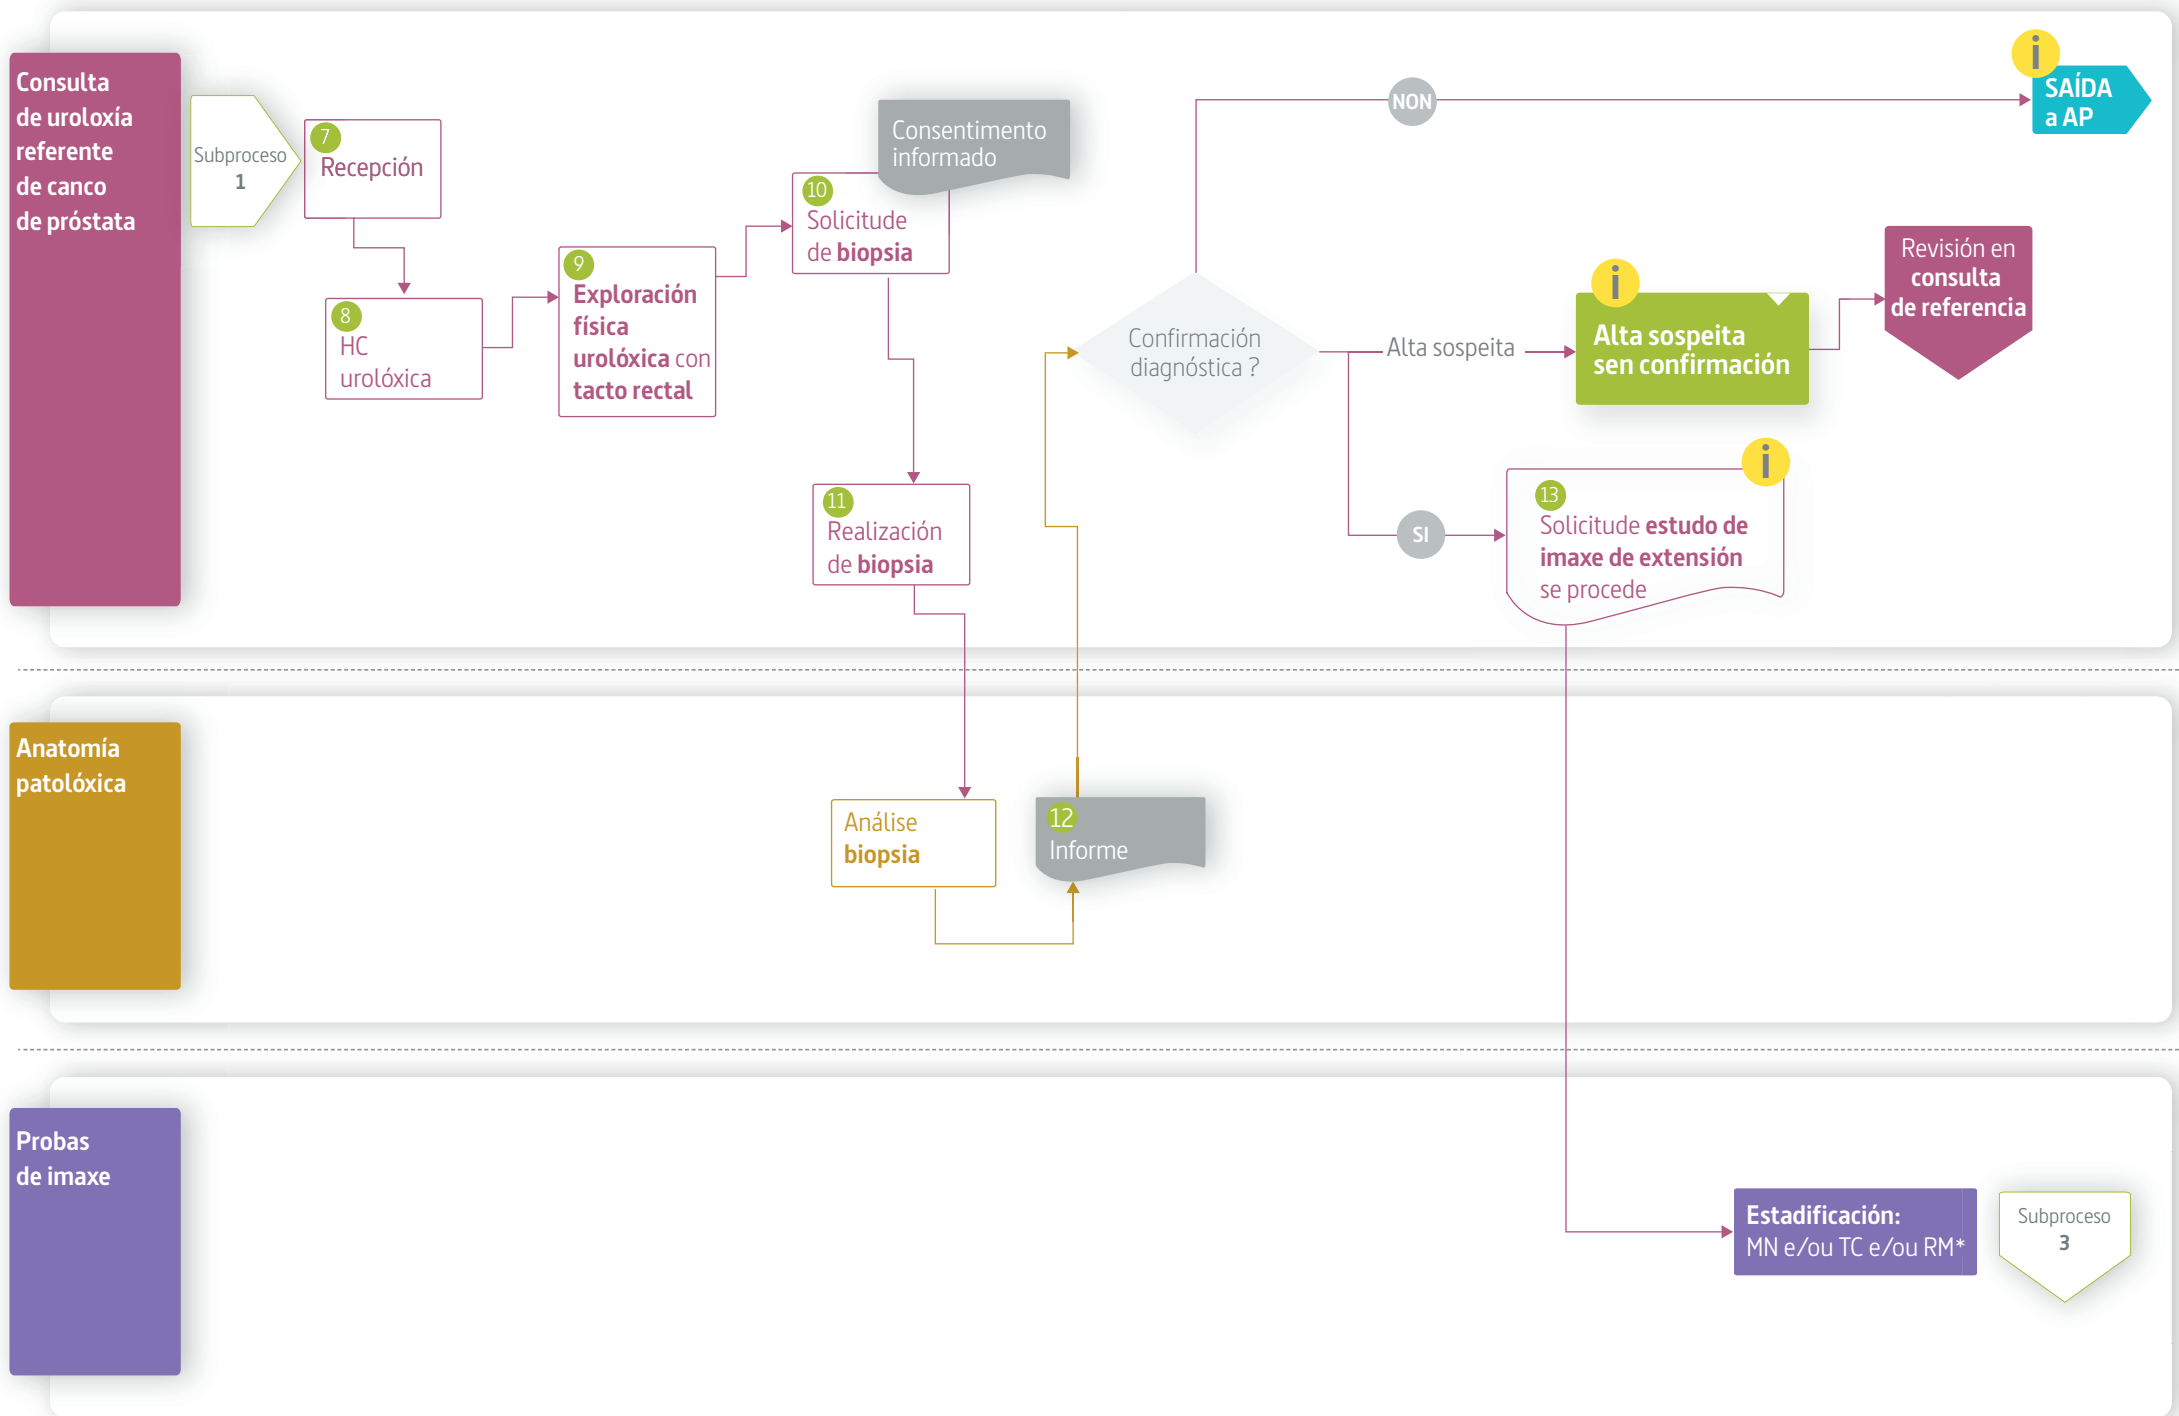 Consulta
de uroloxía
referente
de canco
de próstata
Subproceso
1
7
Recepción
8
HC
urolóxica
9
Exploración
física
urolóxica con
tacto rectal
Consentimento
informado
10
Solicitude
de biopsia
11
Realización
de biopsia
Confirmación
diagnóstica ?
NON
i
SAÍDA
a AP
Alta sospeita
i
Alta sospeita
sen confirmación
Revisión en
consulta
de referencia
SI
i
13
Solicitude estudo de
imaxe de extensión
se procede
Anatomía
patolóxica
Análise
biopsia
12
Informe
Probas
de imaxe
Estadificación:
MN e/ou TC e/ou RM*
Subproceso
3